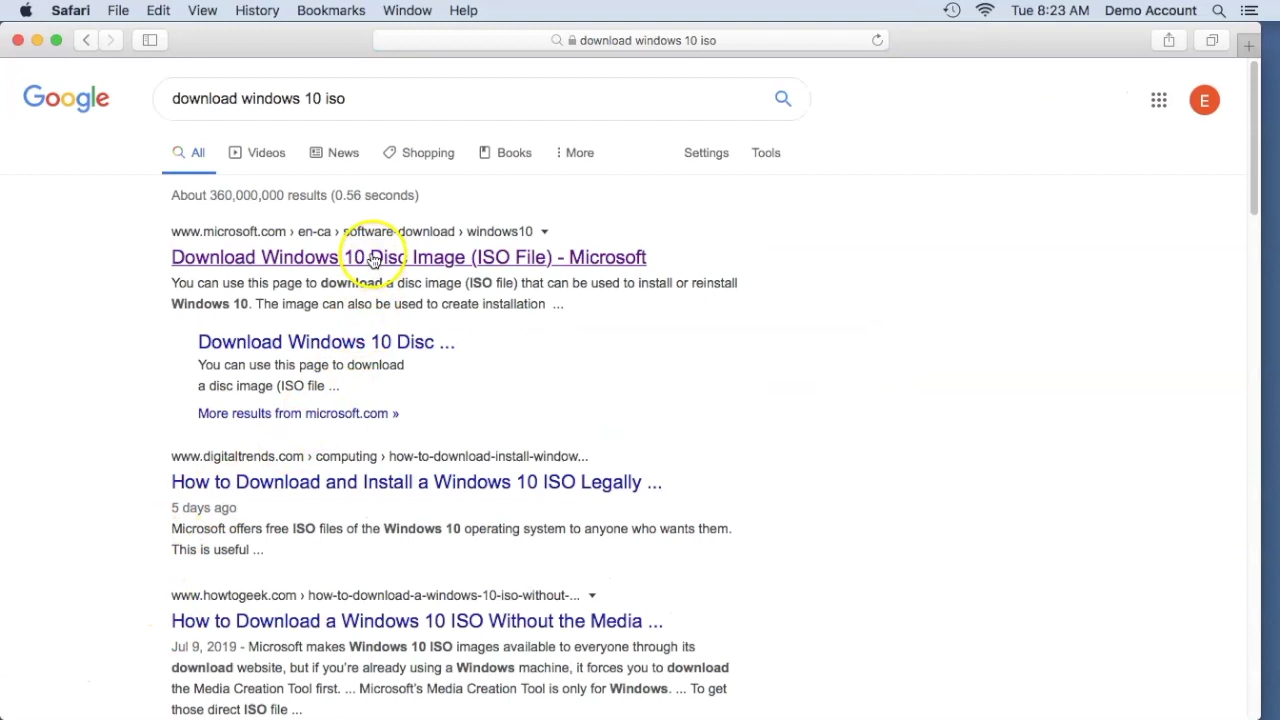 Safari File Edit View History Bookmarks Window Help Tue 8:23 AM Demo Account
download windows 10 iso
Google download windows 10 iso E
All Videos News Shopping Books More Settings Tools
About 360,000,000 results (0.56 seconds)
www.microsoft.com › en-ca › software-download › windows10
Download Windows 10 Disc Image (ISO File) - Microsoft
You can use this page to download a disc image (ISO file) that can be used to install or reinstall
Windows 10. The image can also be used to create installation ...
Download Windows 10 Disc ...
You can use this page to download
a disc image (ISO file ...
More results from microsoft.com »
www.digitaltrends.com › computing › how-to-download-install-window...
How to Download and Install a Windows 10 ISO Legally ...
5 days ago
Microsoft offers free ISO files of the Windows 10 operating system to anyone who wants them.
This is useful ...
www.howtogeek.com › how-to-download-a-windows-10-iso-without-...
How to Download a Windows 10 ISO Without the Media ...
Jul 9, 2019 - Microsoft makes Windows 10 ISO images available to everyone through its
download website, but if you're already using a Windows machine, it forces you to download
the Media Creation Tool first. ... Microsoft's Media Creation Tool is only for Windows. ... To get
those direct ISO file ...